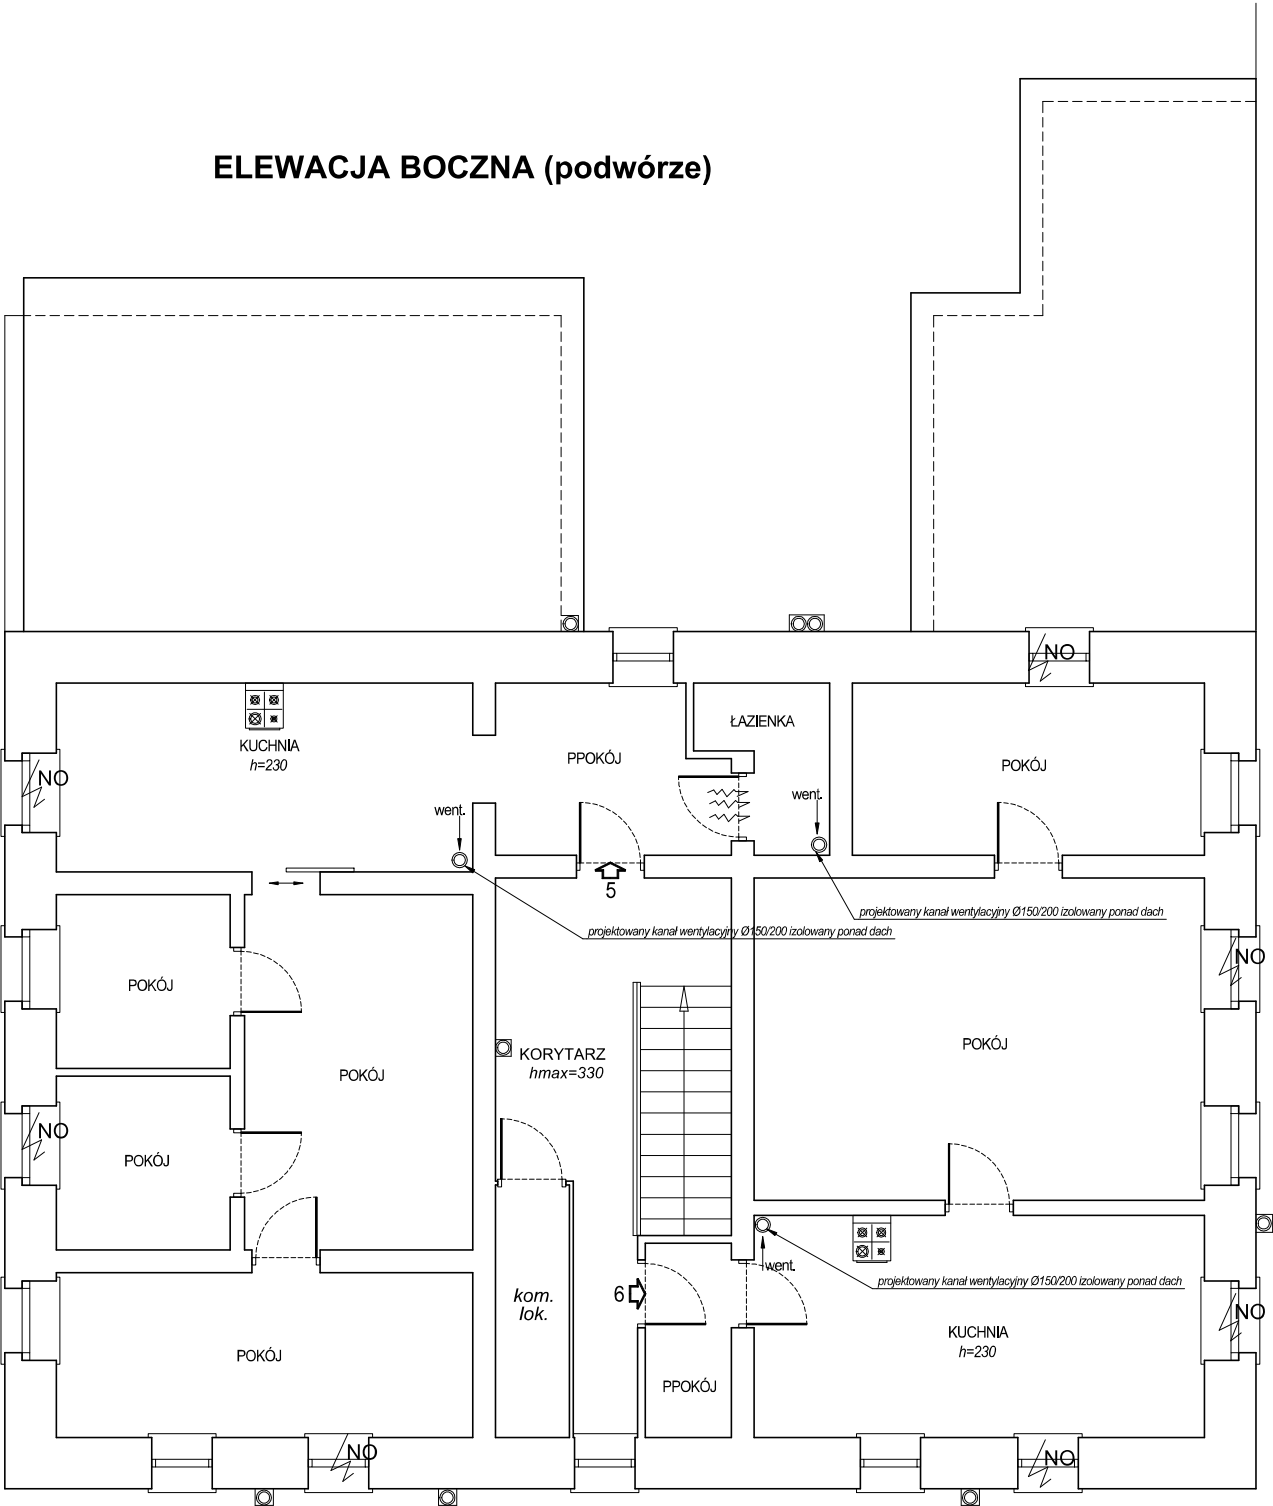 ELEWACJA BOCZNA (podwórze)
NO
ŁAZIENKA
KUCHNIA
h=230
PPOKÓJ
POKÓJ
NO
went.
went.
5
projektowany kanał wentylacyjny Ø150/200 izolowany ponad dach
projektowany kanał wentylacyjny Ø150/200 izolowany ponad dach
NO
POKÓJ
POKÓJ
KORYTARZ
hmax=330
POKÓJ
NO
POKÓJ
went.
projektowany kanał wentylacyjny Ø150/200 izolowany ponad dach
kom.
lok.
6
NO
KUCHNIA
h=230
POKÓJ
PPOKÓJ
NO
NO